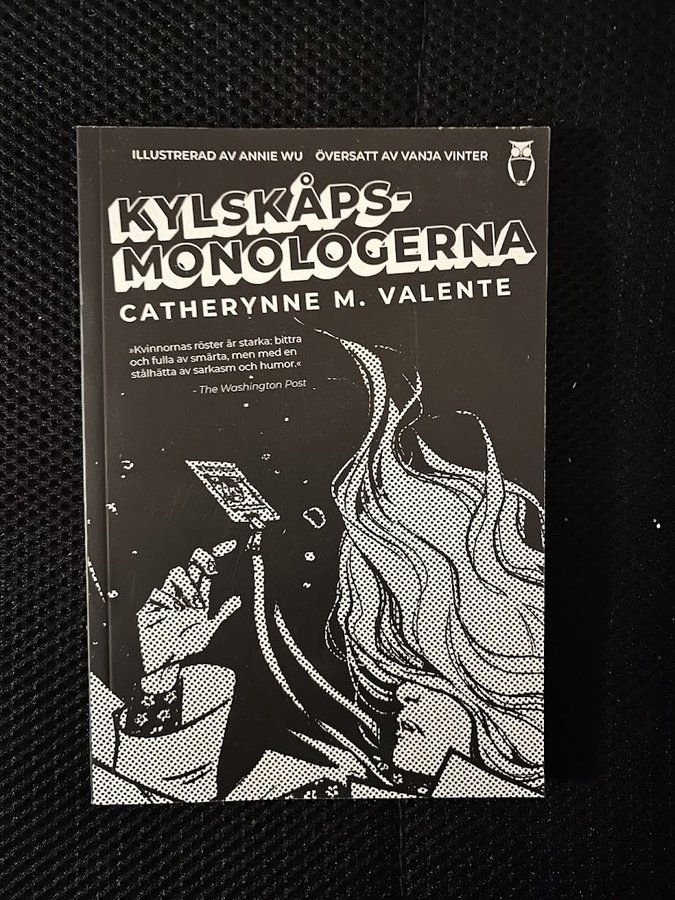 ILLUSTRERAD AV ANNIE WU ÖVERSATT AV VANJA VINTER
KYLSKÅPS-
MONOLOGERNA
CATHERYNNE M. VALENTE
»Kvinnornas röster är starka: bittra
och fulla av smärta, men med en
stålhätta av sarkasm och humor.«
- The Washington Post